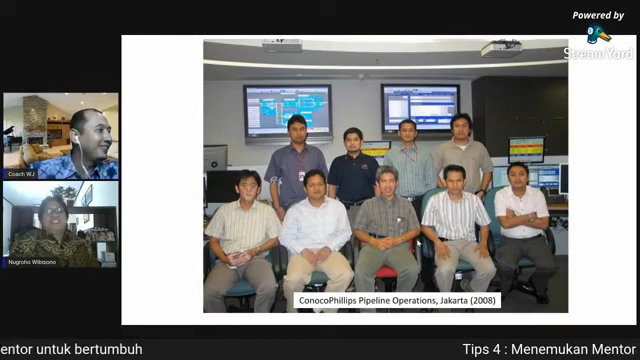 Powered by
StreamYard
Coach WJ
Nugroho Wibisono
ConocoPhillips Pipeline Operations, Jakarta (2008)
entor untuk bertumbuh
Tips 4 : Menemukan Mentor